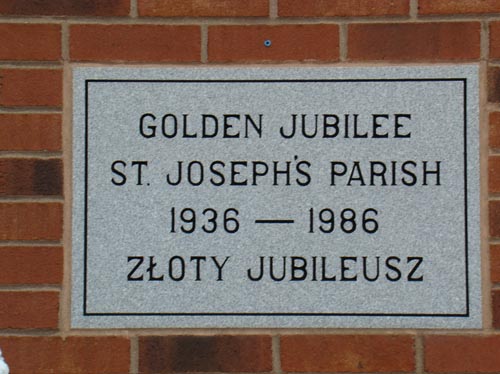 GOLDEN JUBILEE
ST. JOSEPH'S PARISH
1936 — 1986
ZŁOTY JUBILEUSZ